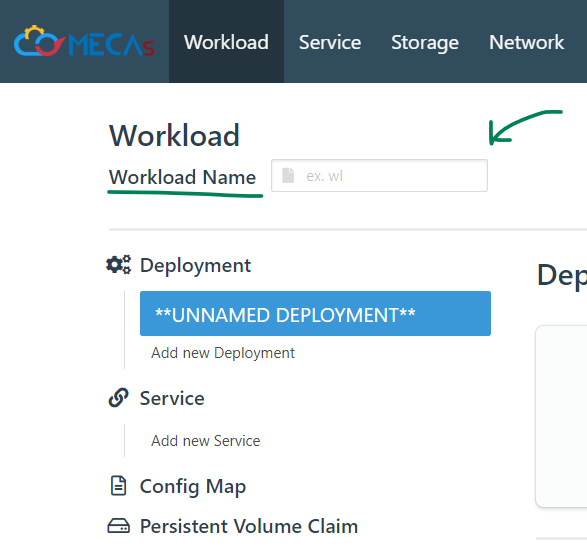 MECAs Workload Service Storage Network
Workload
Workload Name ex. wl
Deployment
Dep
**UNNAMED DEPLOYMENT**
Add new Deployment
Service
Add new Service
Config Map
Persistent Volume Claim